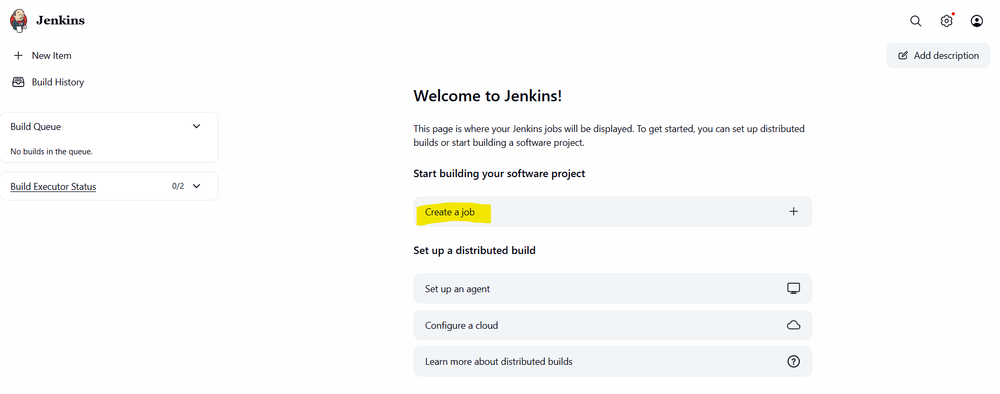 Jenkins
New Item
Build History
Add description
Build Queue
No builds in the queue.
Build Executor Status
0/2
Welcome to Jenkins!
This page is where your Jenkins jobs will be displayed. To get started, you can set up distributed
builds or start building a software project.
Start building your software project
Create a job
Set up a distributed build
Set up an agent
Configure a cloud
Learn more about distributed builds